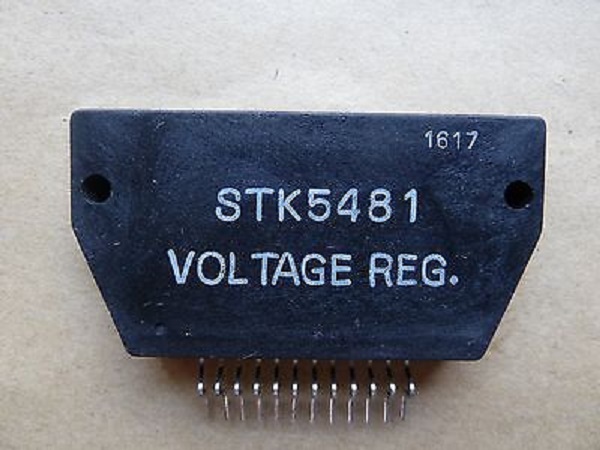 1617
STK5481
VOLTAGE REG.